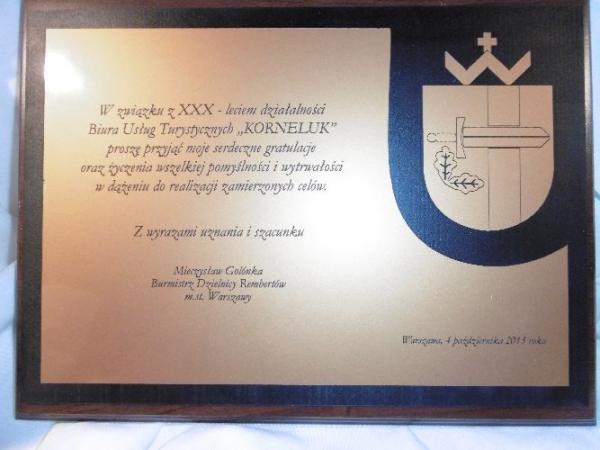 W związku z XXX - leciem działalności
Biura Usług Turystycznych „KORNELUK”
proszę przyjąć moje serdeczne gratulacje
oraz życzenia wszelkiej pomyślności i wytrwałości
w dążeniu do realizacji zamierzonych celów.
Z wyrazami uznania i szacunku
Mieczysław Golónka
Burmistrz Dzielnicy Rembertów
m.st. Warszawy
Warszawa, 4 października 2013 roku